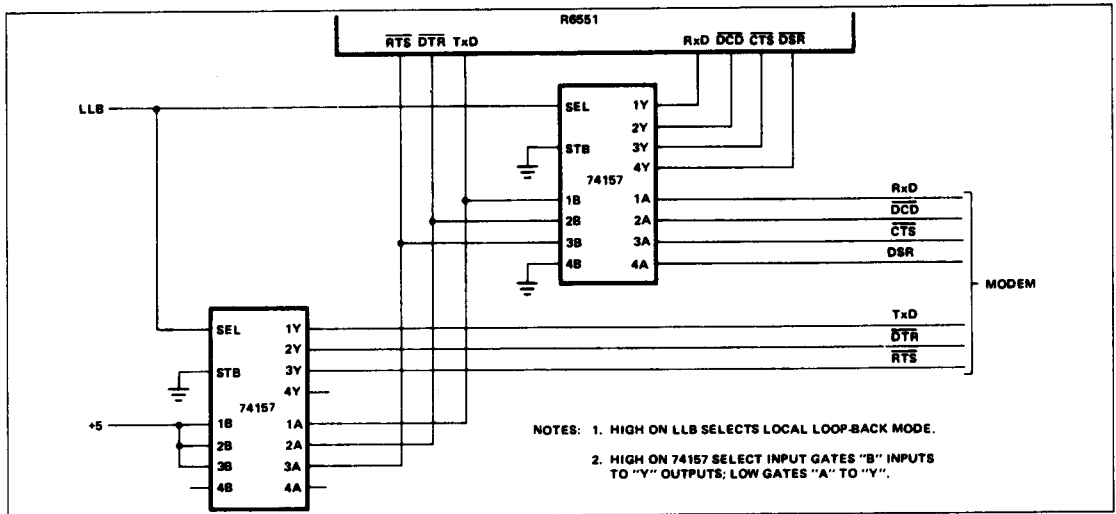 R6551
RTS DTR TxD RxD DCD CTS DSR
LLB
SEL 1Y
2Y
STB 3Y
4Y
74157
1B 1A RxD
2B 2A DCD
3B 3A CTS
4B 4A DSR
MODEM
SEL 1Y TxD
2Y DTR
STB 3Y RTS
4Y
74157
+5 1B 1A
2B 2A
3B 3A
4B 4A
NOTES: 1. HIGH ON LLB SELECTS LOCAL LOOP-BACK MODE.
2. HIGH ON 74157 SELECT INPUT GATES "B" INPUTS
TO "Y" OUTPUTS; LOW GATES "A" TO "Y".